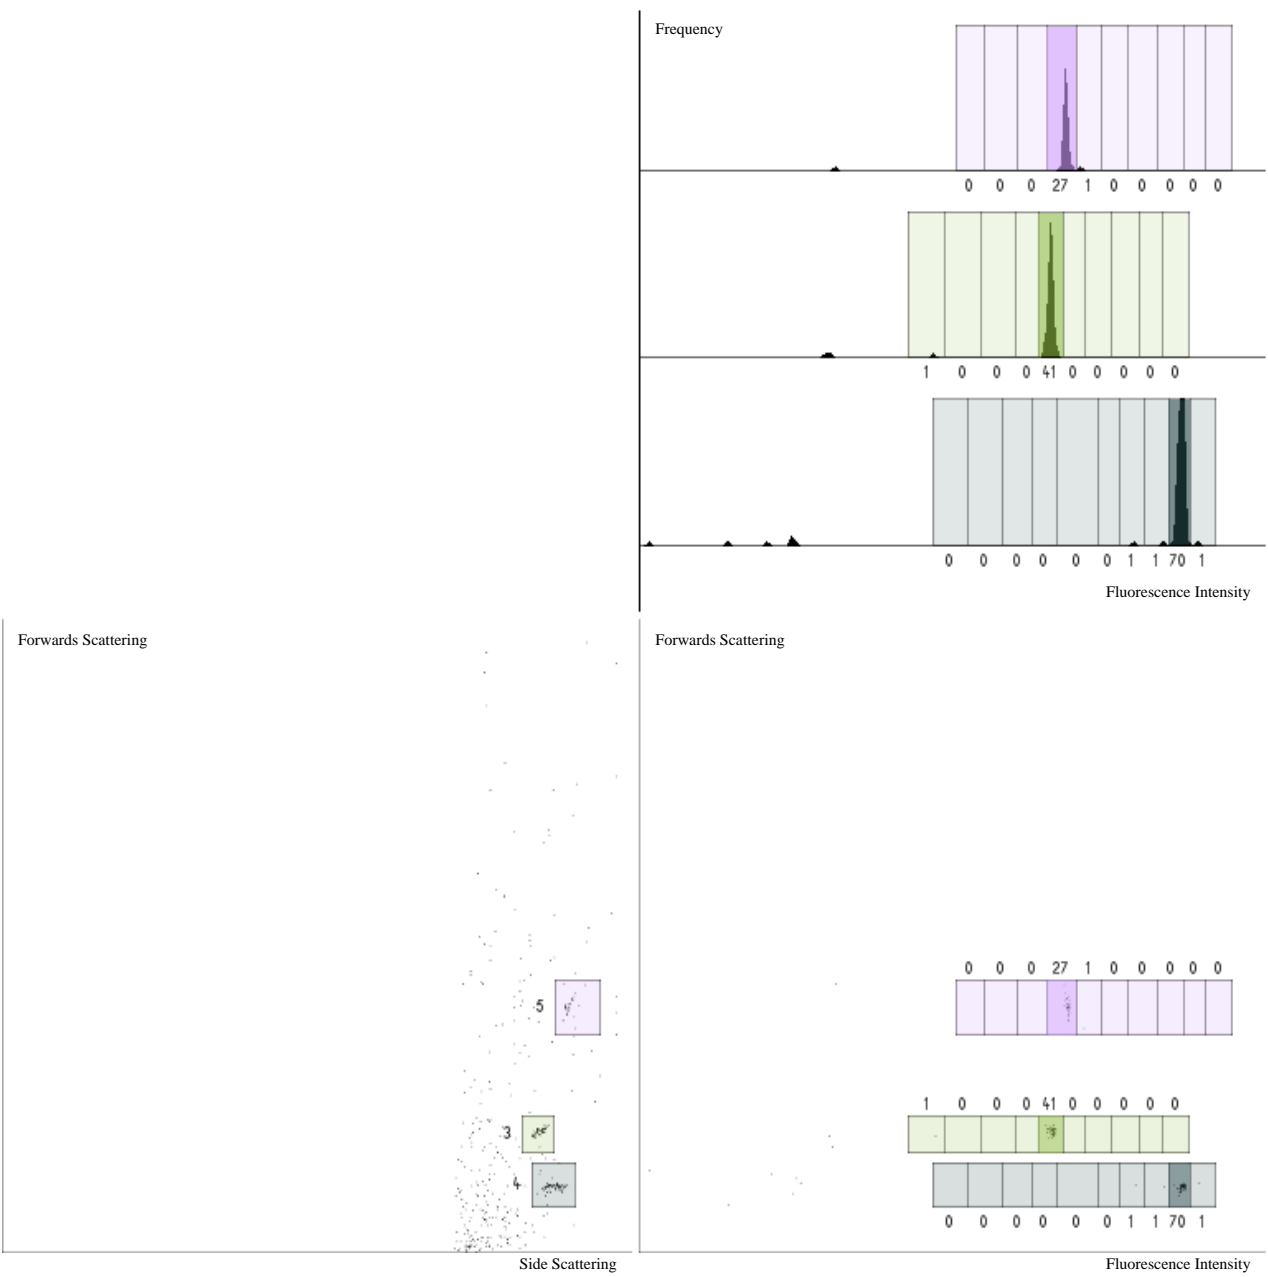 Frequency
0 0 0 27 1 0 0 0 0 0
1 0 0 0 41 0 0 0 0 0
0 0 0 0 0 0 1 1 70 1
Fluorescence Intensity
Forwards Scattering
5
3
4
Side Scattering
Forwards Scattering
0 0 0 27 1 0 0 0 0 0
1 0 0 0 41 0 0 0 0 0
0 0 0 0 0 0 1 1 70 1
Fluorescence Intensity